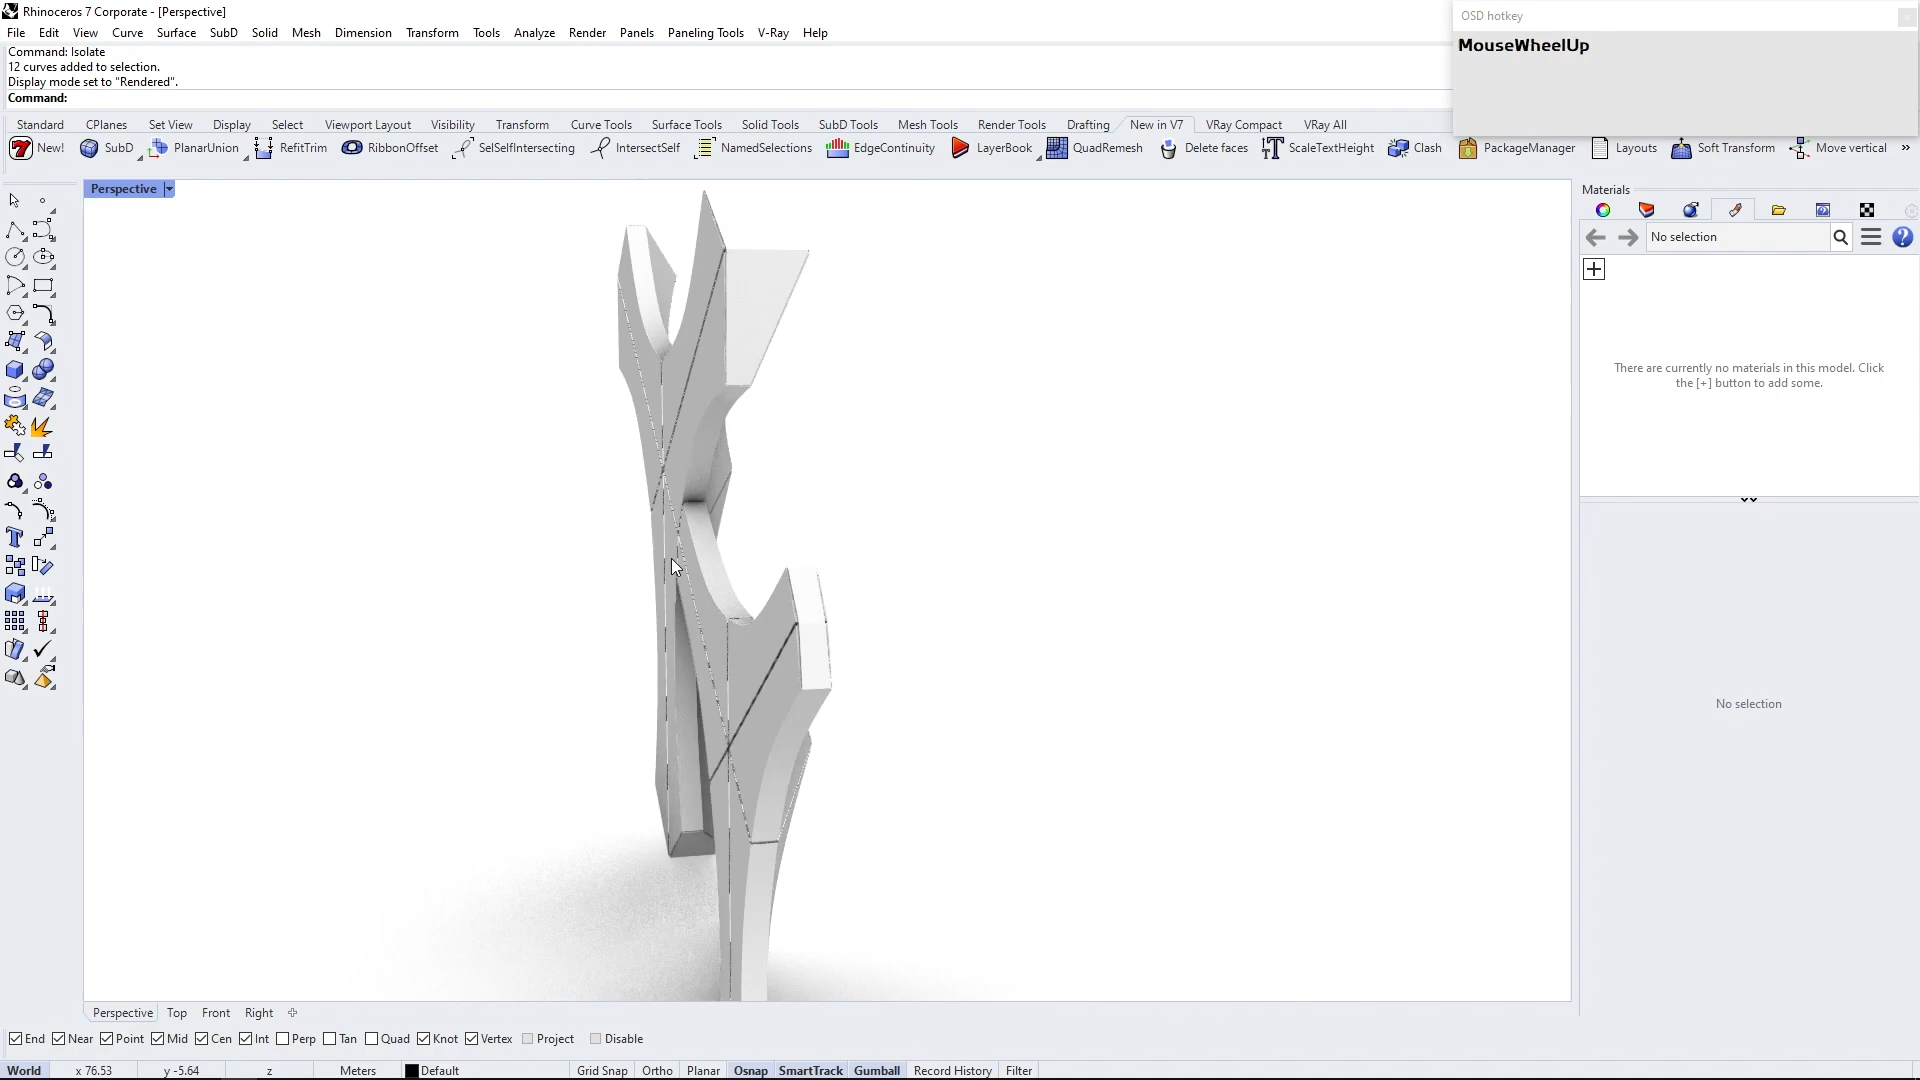 Rhinoceros 7 Corporate - [Perspective]
File Edit View Curve Surface SubD Solid Mesh Dimension Transform Tools Analyze Render Panels Paneling Tools V-Ray Help
OSD hotkey
MouseWheelUp
Command: Isolate
12 curves added to selection.
Display mode set to "Rendered".
Command:
Standard CPlanes Set View Display Select Viewport Layout Visibility Transform Curve Tools Surface Tools Solid Tools SubD Tools Mesh Tools Render Tools Drafting New in V7 VRay Compact VRay All
New! SubD PlanarUnion RefitTrim RibbonOffset SelSelfIntersecting IntersectSelf NamedSelections EdgeContinuity LayerBook QuadRemesh Delete faces ScaleTextHeight Clash PackageManager Layouts Soft Transform Move vertical »
Perspective
Materials
No selection
There are currently no materials in this model. Click
the [+] button to add some.
No selection
Perspective Top Front Right
End Near Point Mid Cen Int Perp Tan Quad Knot Vertex Project Disable
World x 76.53 y -5.64 z Meters Default Grid Snap Ortho Planar Osnap SmartTrack Gumball Record History Filter